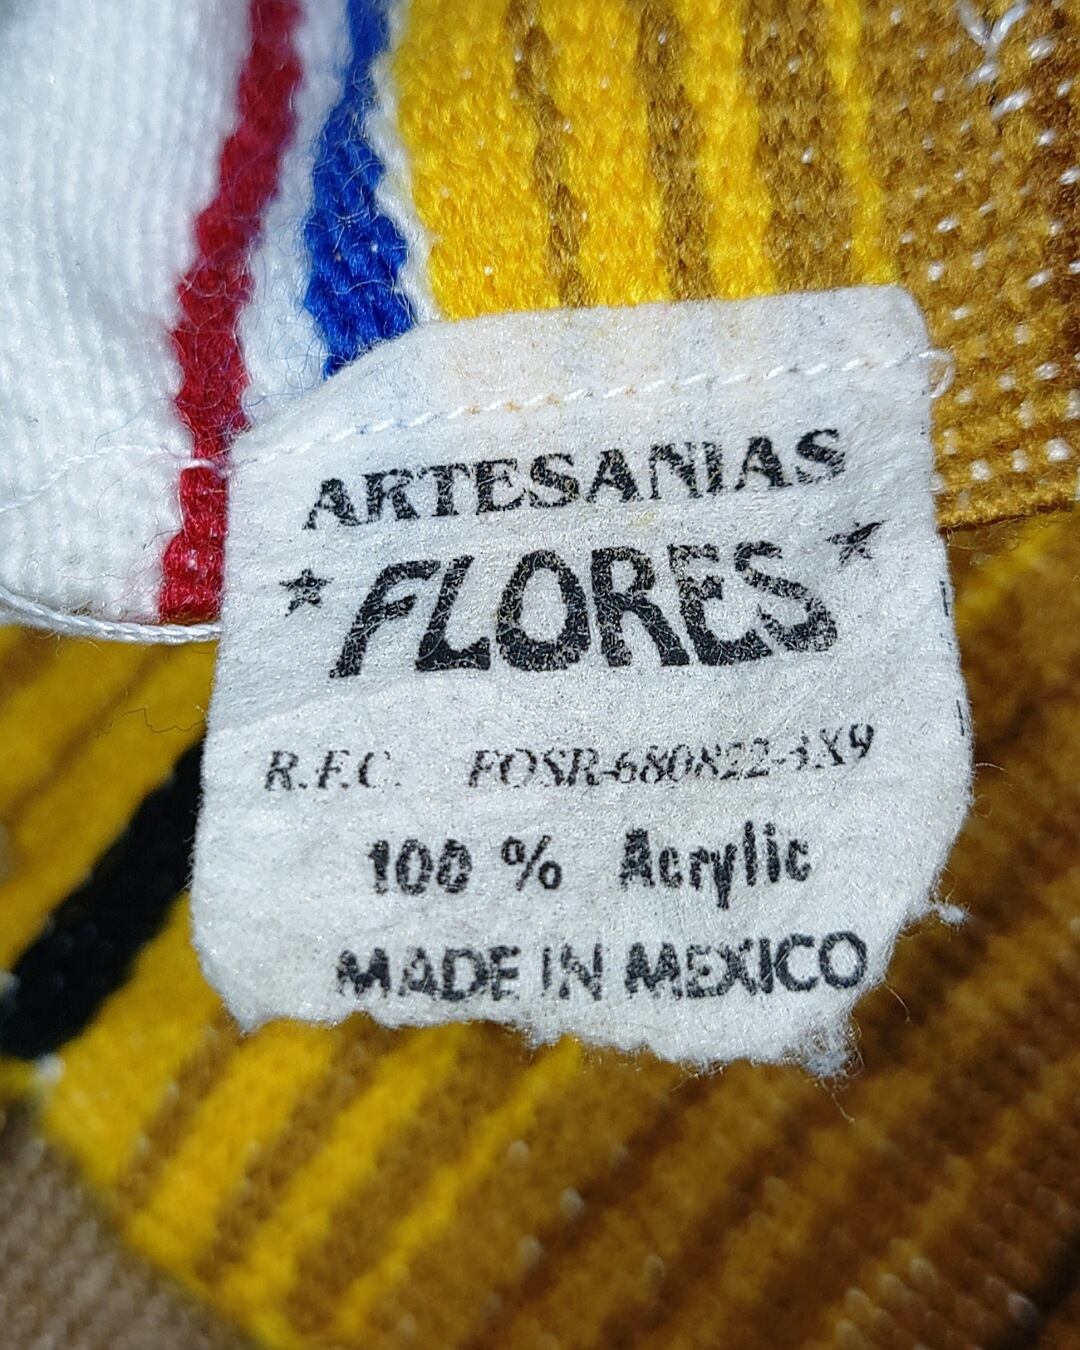 ARTESANIAS
FLORES
R.F.C. FOSR-680822-3X9
100 % Acrylic
MADE IN MEXICO